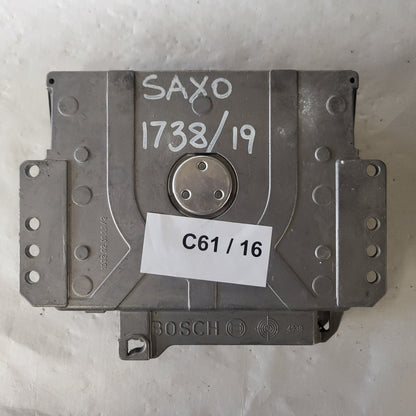 SAXO
1738/19
C61 / 16
BOSCH